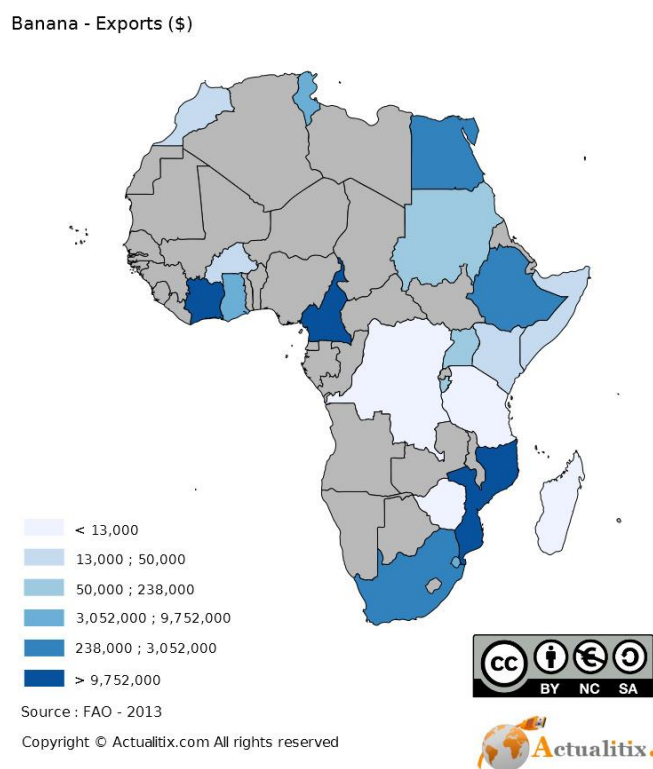 Banana - Exports ($)
< 13,000
13,000 ; 50,000
50,000 ; 238,000
3,052,000 ; 9,752,000
238,000 ; 3,052,000
> 9,752,000
Source : FAO - 2013
Copyright © Actualitix.com All rights reserved
cc
BY NC SA
Actualitix.